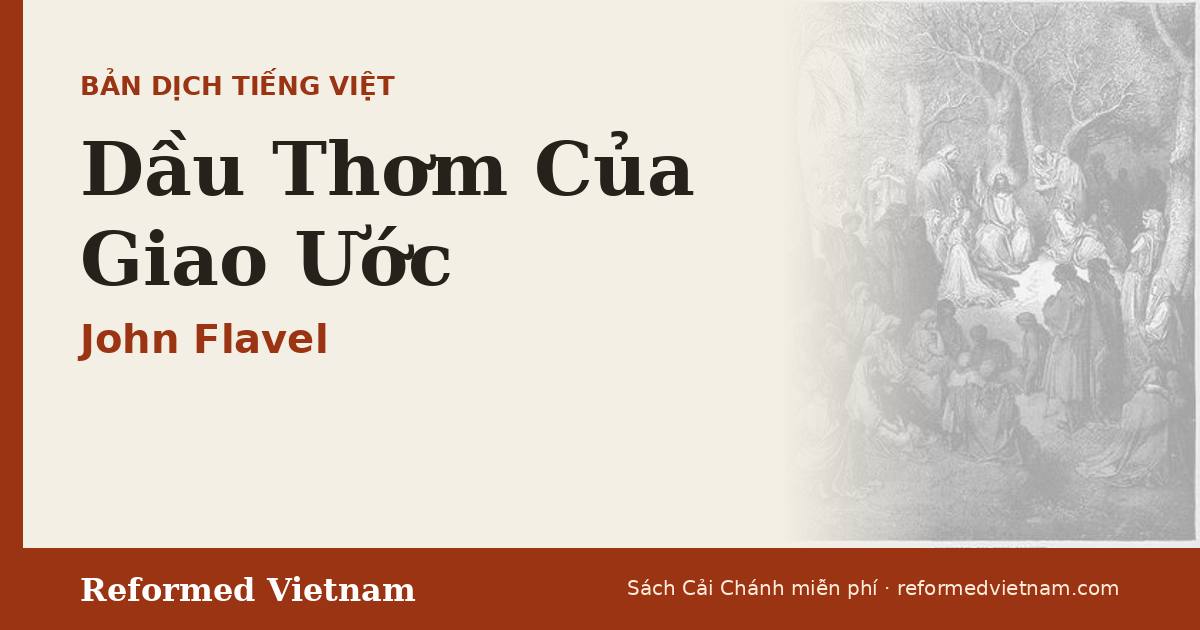 BẢN DỊCH TIẾNG VIỆT
Dầu Thơm Của
Giao Ước
John Flavel
Reformed Vietnam
Sách Cải Chánh miễn phí · reformedvietnam.com